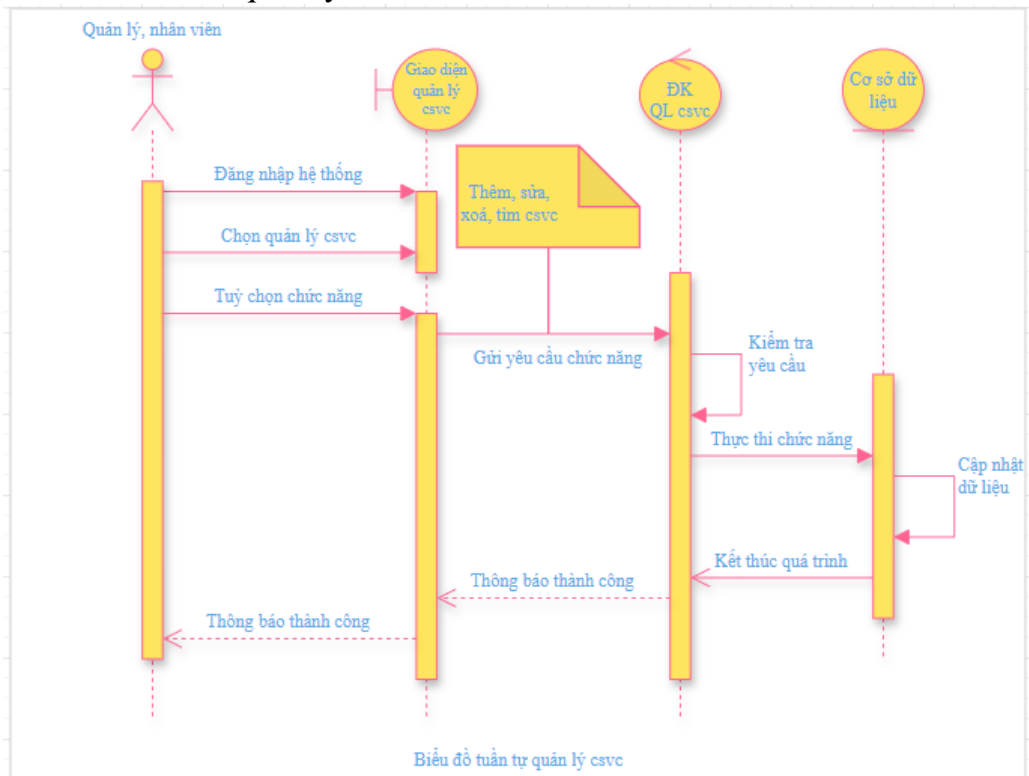 Quản lý, nhân viên
Giao diện
quản lý
csvc
ĐK
QL csvc
Cơ sở dữ
liệu
Đăng nhập hệ thống
Thêm, sửa,
xoá, tìm csvc
Chọn quản lý csvc
Tuỳ chọn chức năng
Gửi yêu cầu chức năng
Kiểm tra
yêu cầu
Thực thi chức năng
Cập nhật
dữ liệu
Kết thúc quá trình
Thông báo thành công
Thông báo thành công
Biểu đồ tuần tự quản lý csvc